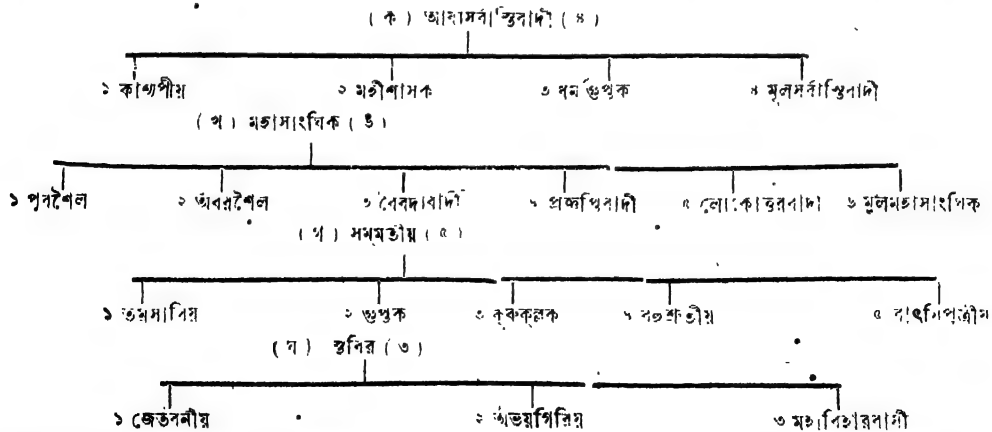 ( ক ) আর্যসর্বাস্তিবাদী ( ৪ )
১ কাশ্যপীয় ২ মহীশাসক ৩ ধর্মগুপ্তক ৪ মূলসর্বাস্তিবাদী
( খ ) মহাসাংঘিক ( ৬ )
১ পূবশৈল ২ অবরশৈল ৩ ৪ প্রজ্ঞপ্তিবাদী ৫ লোকোত্তরবাদী ৬ মূলমহাসাংঘিক
( গ ) সম্মতীয় ( ৫ )
১ ২ গুপ্তক ৩ কুরুকুল্লক ৪ বহুশ্রুতীয় ৫ বাৎসিপুত্রীয়
( ঘ ) স্থবির ( ৩ )
১ জেতবনীয় ২ অভয়গিরিয় ৩ মহাবিহারবাসী